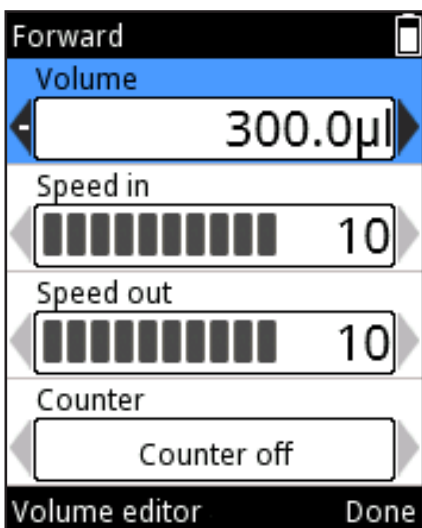 Forward
Volume
- 300.0µl
Speed in
10
Speed out
10
Counter
Counter off
Volume editor Done